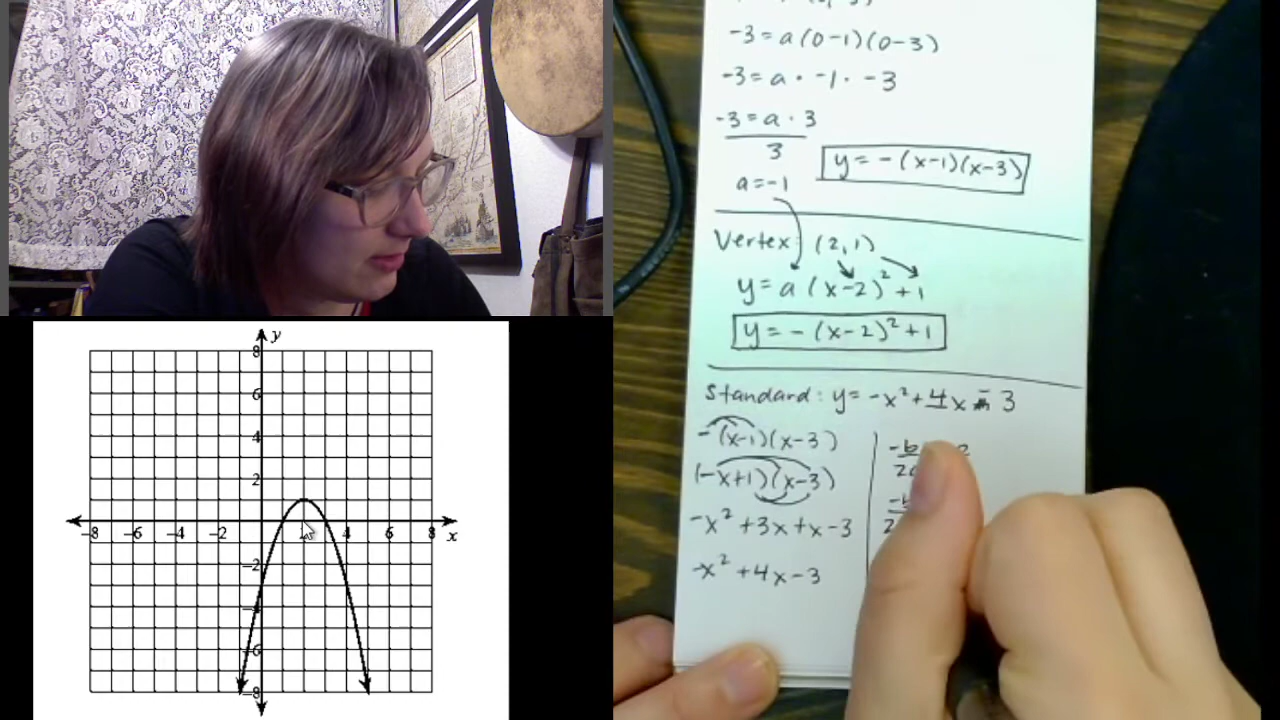 -3 = a(0-1)(0-3)
-3 = a · -1 · -3
-3 = a · 3
3
a = -1
y = -(x-1)(x-3)
Vertex: (2,1)
y = a(x-2)²+1
y = -(x-2)²+1
Standard: y = -x²+4x-3
-(x-1)(x-3)
(-x+1)(x-3)
-x²+3x+x-3
-x²+4x-3
-b 2
y
8
6
4
2
-8 -6 -4 -2 4 6 8
x
-2
-4
-6
-8